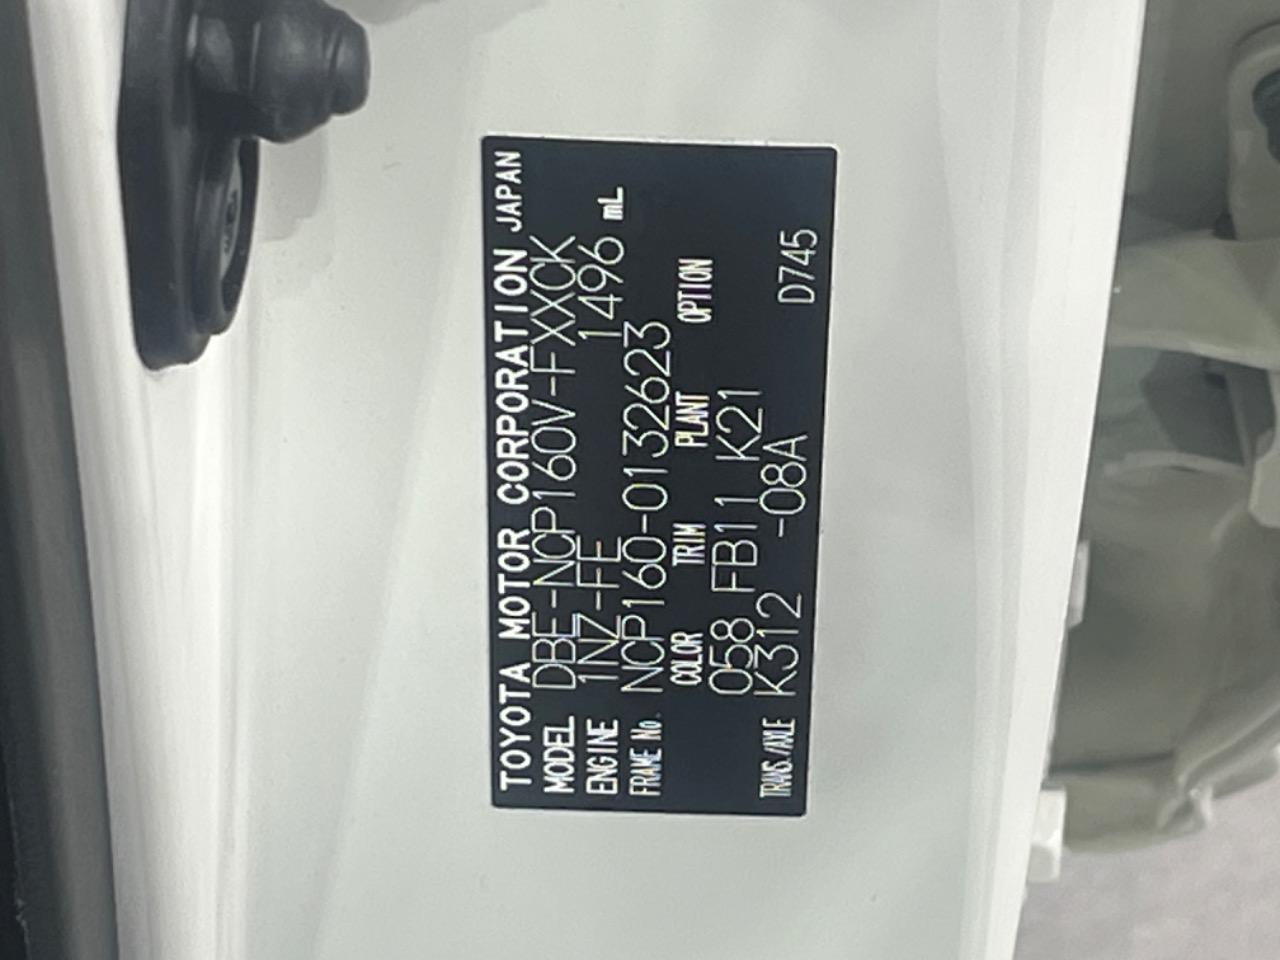 TOYOTA MOTOR CORPORATION JAPAN
MODEL DBE-NCP160V-FXXCK
ENGINE 1NZ-FE 1496 mL
FRAME No. NCP160-0132623
COLOR TRIM PLANT OPTION
058 FB11 K21
TRANS./AXLE K312 -08A D745